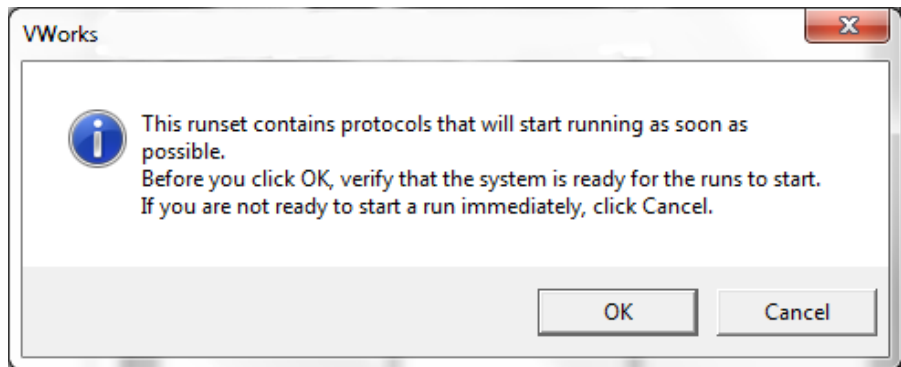 VWorks
This runset contains protocols that will start running as soon as
possible.
Before you click OK, verify that the system is ready for the runs to start.
If you are not ready to start a run immediately, click Cancel.
OK
Cancel